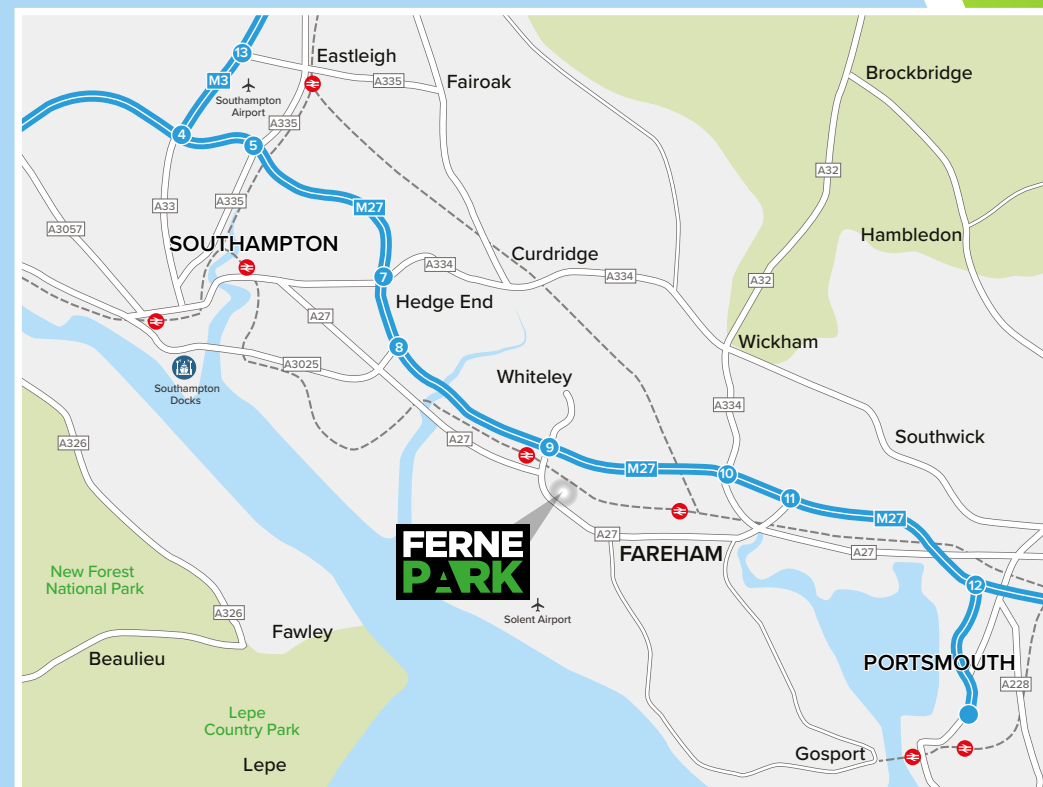 13
Eastleigh
M3
A335
Fairoak
Brockbridge
Southampton
Airport
A335
4
5
A32
A33
A335
M27
A3057
SOUTHAMPTON
Hambledon
Curdridge
A334
7
A334
A32
Hedge End
A27
8
Wickham
A3025
Whiteley
Southampton
Docks
A334
A326
A27
9
Southwick
M27
10
11
M27
FERNE
PARK
A27
FAREHAM
A27
New Forest
National Park
12
A326
Solent Airport
Fawley
Beaulieu
PORTSMOUTH
A228
Lepe
Country Park
Gosport
Lepe